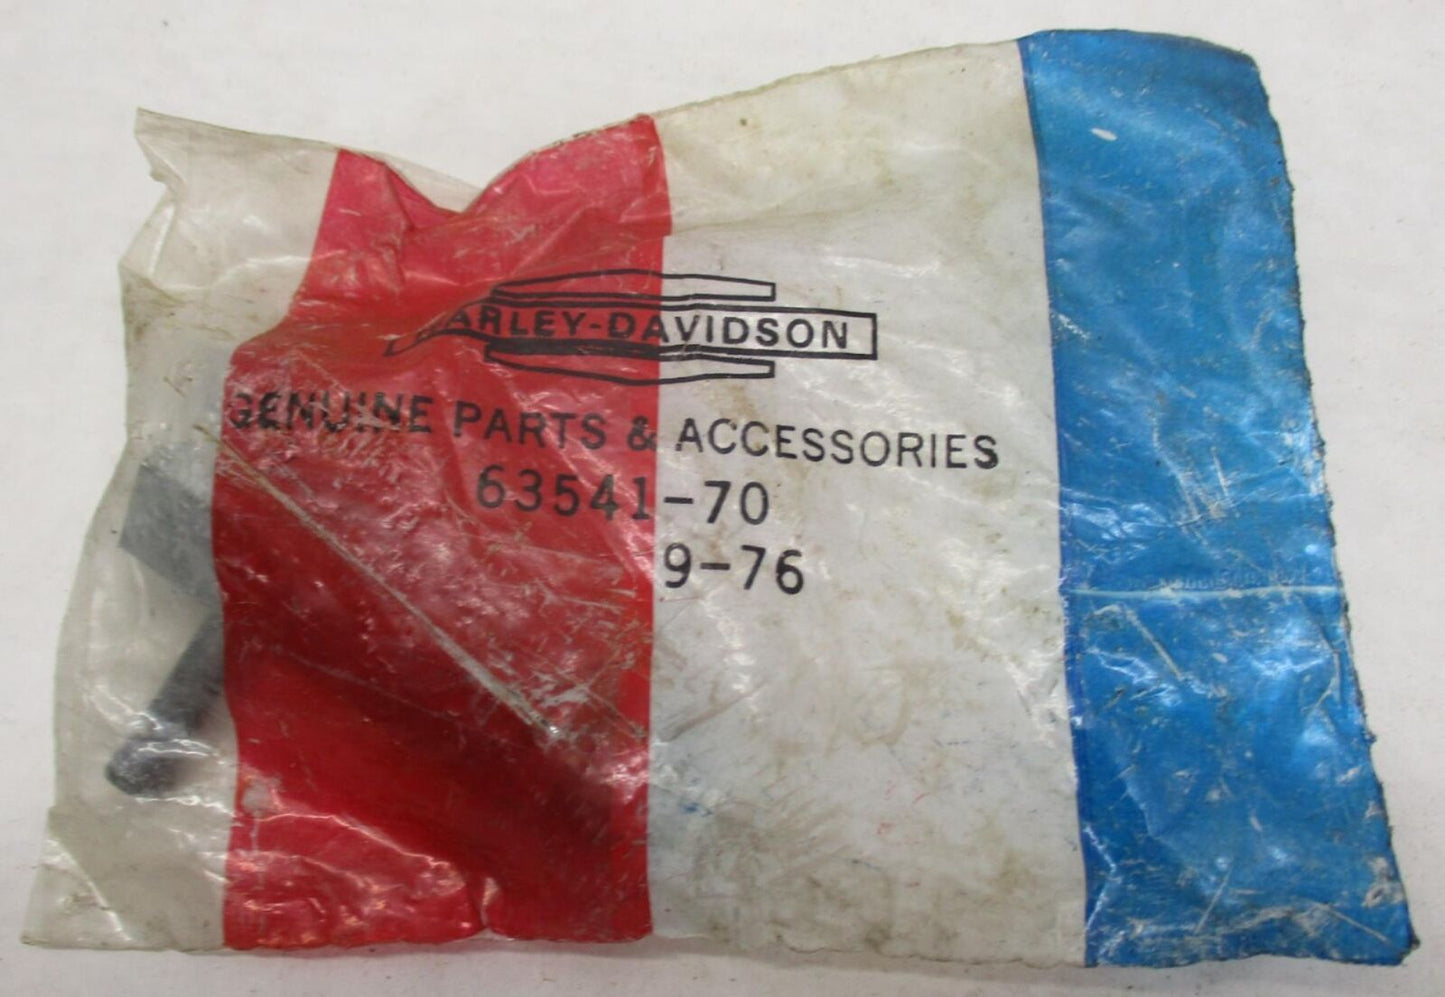 HARLEY-DAVIDSON
GENUINE PARTS & ACCESSORIES
63541-70
9-76